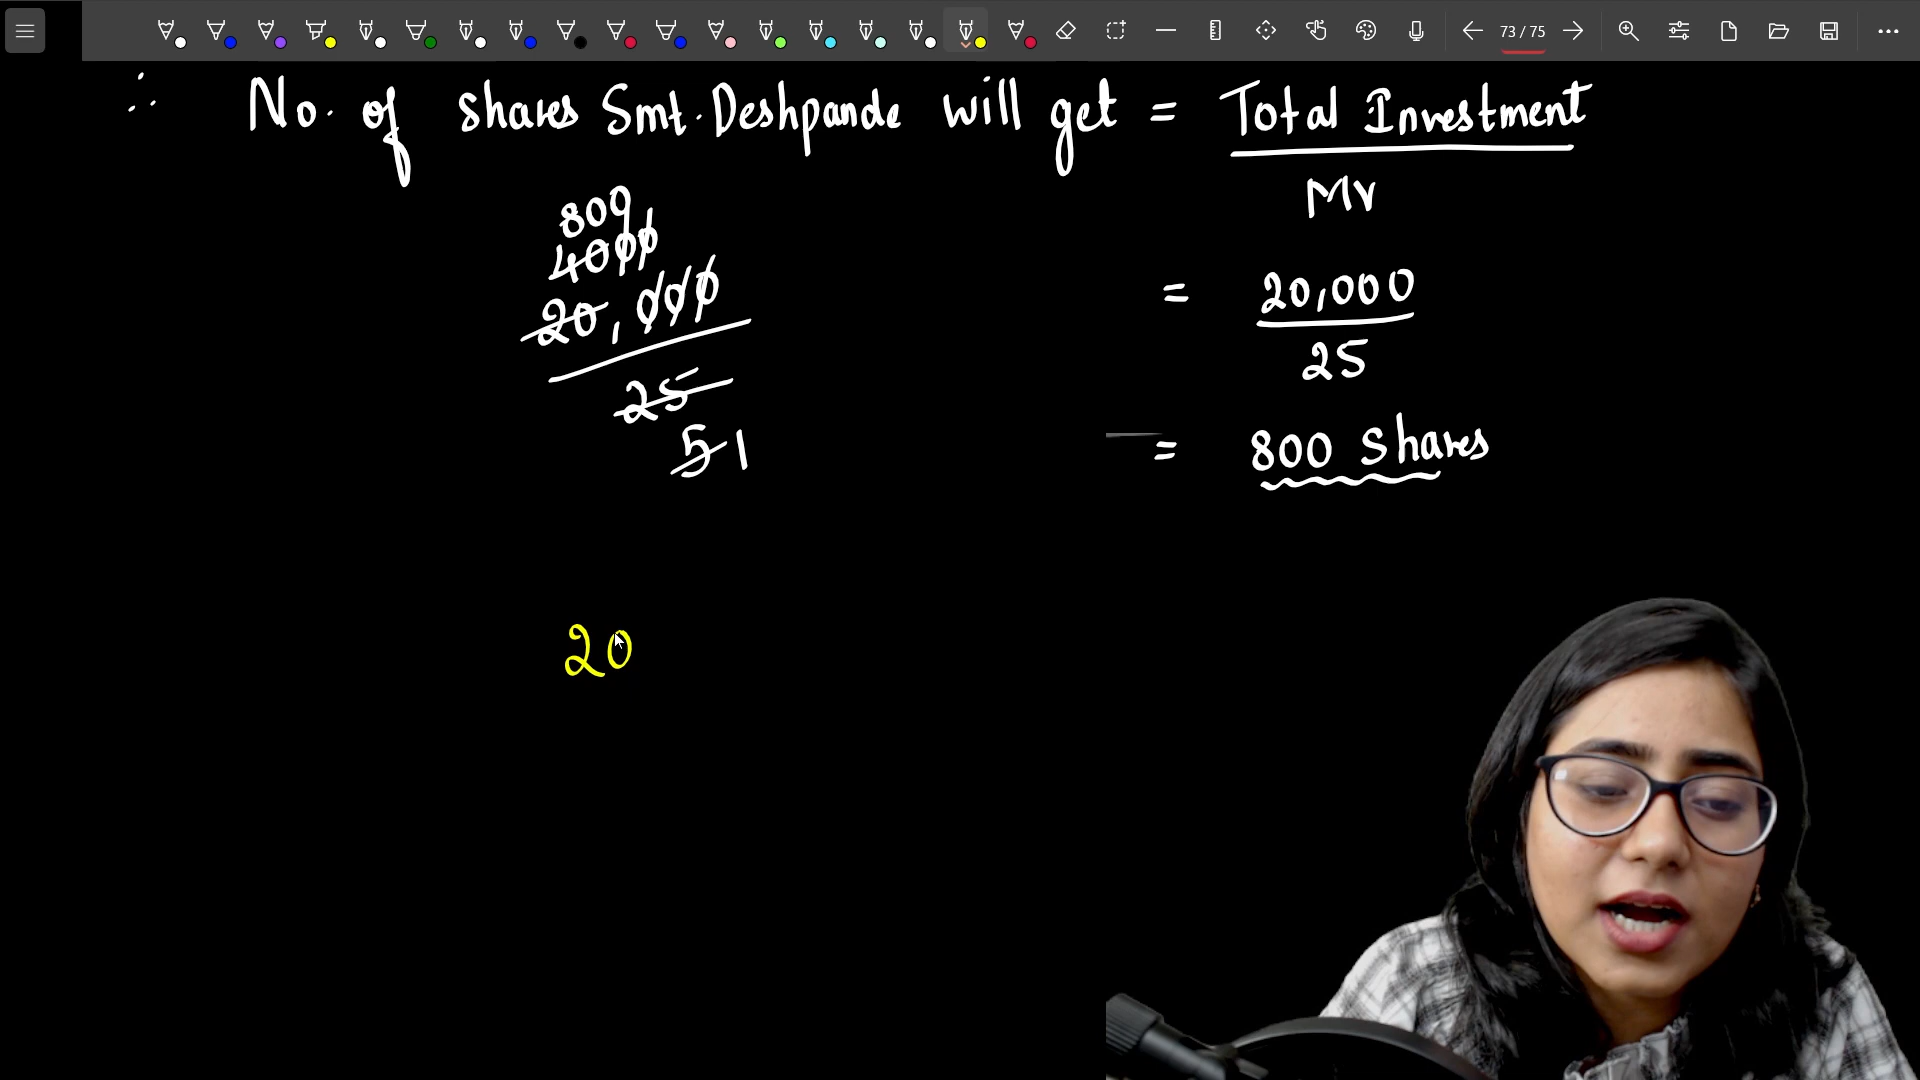 73 / 75
∴ No. of shares Smt. Deshpande will get = Total Investment
MV
800
4000
20,000
25
5 1
= 20,000
25
= 800 Shares
20